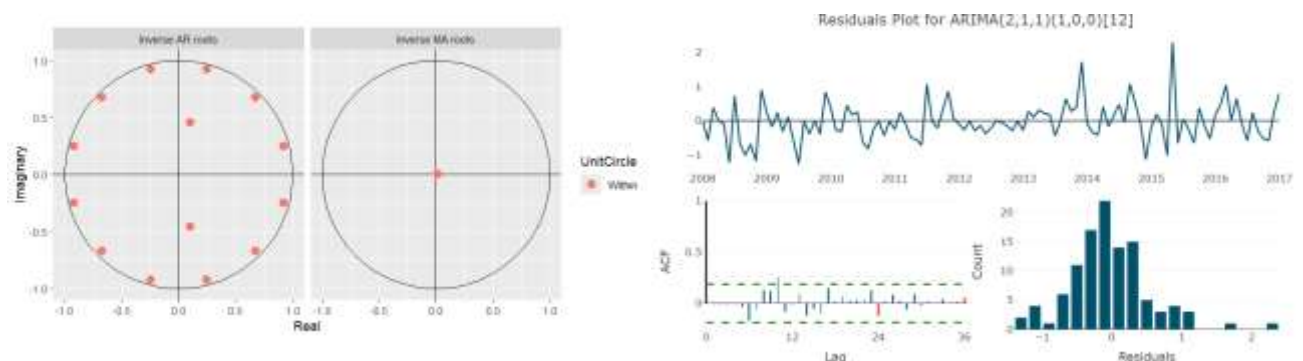 Residuals Plot for ARIMA(2,1,1)(1,0,0)[12]
Inverse AR roots Inverse MA roots
1.0
0.5
0.0
-0.5
-1.0
Imaginary
-1.0 -0.5 0.0 0.5 1.0 -1.0 -0.5 0.0 0.5 1.0
Real
UnitCircle
Within
2
1
0
−1
2008 2009 2010 2011 2012 2013 2014 2015 2016 2017
1
0.5
0
ACF
0 12 24 36
Lag
20
15
10
5
0
Count
−1 0 1 2
Residuals